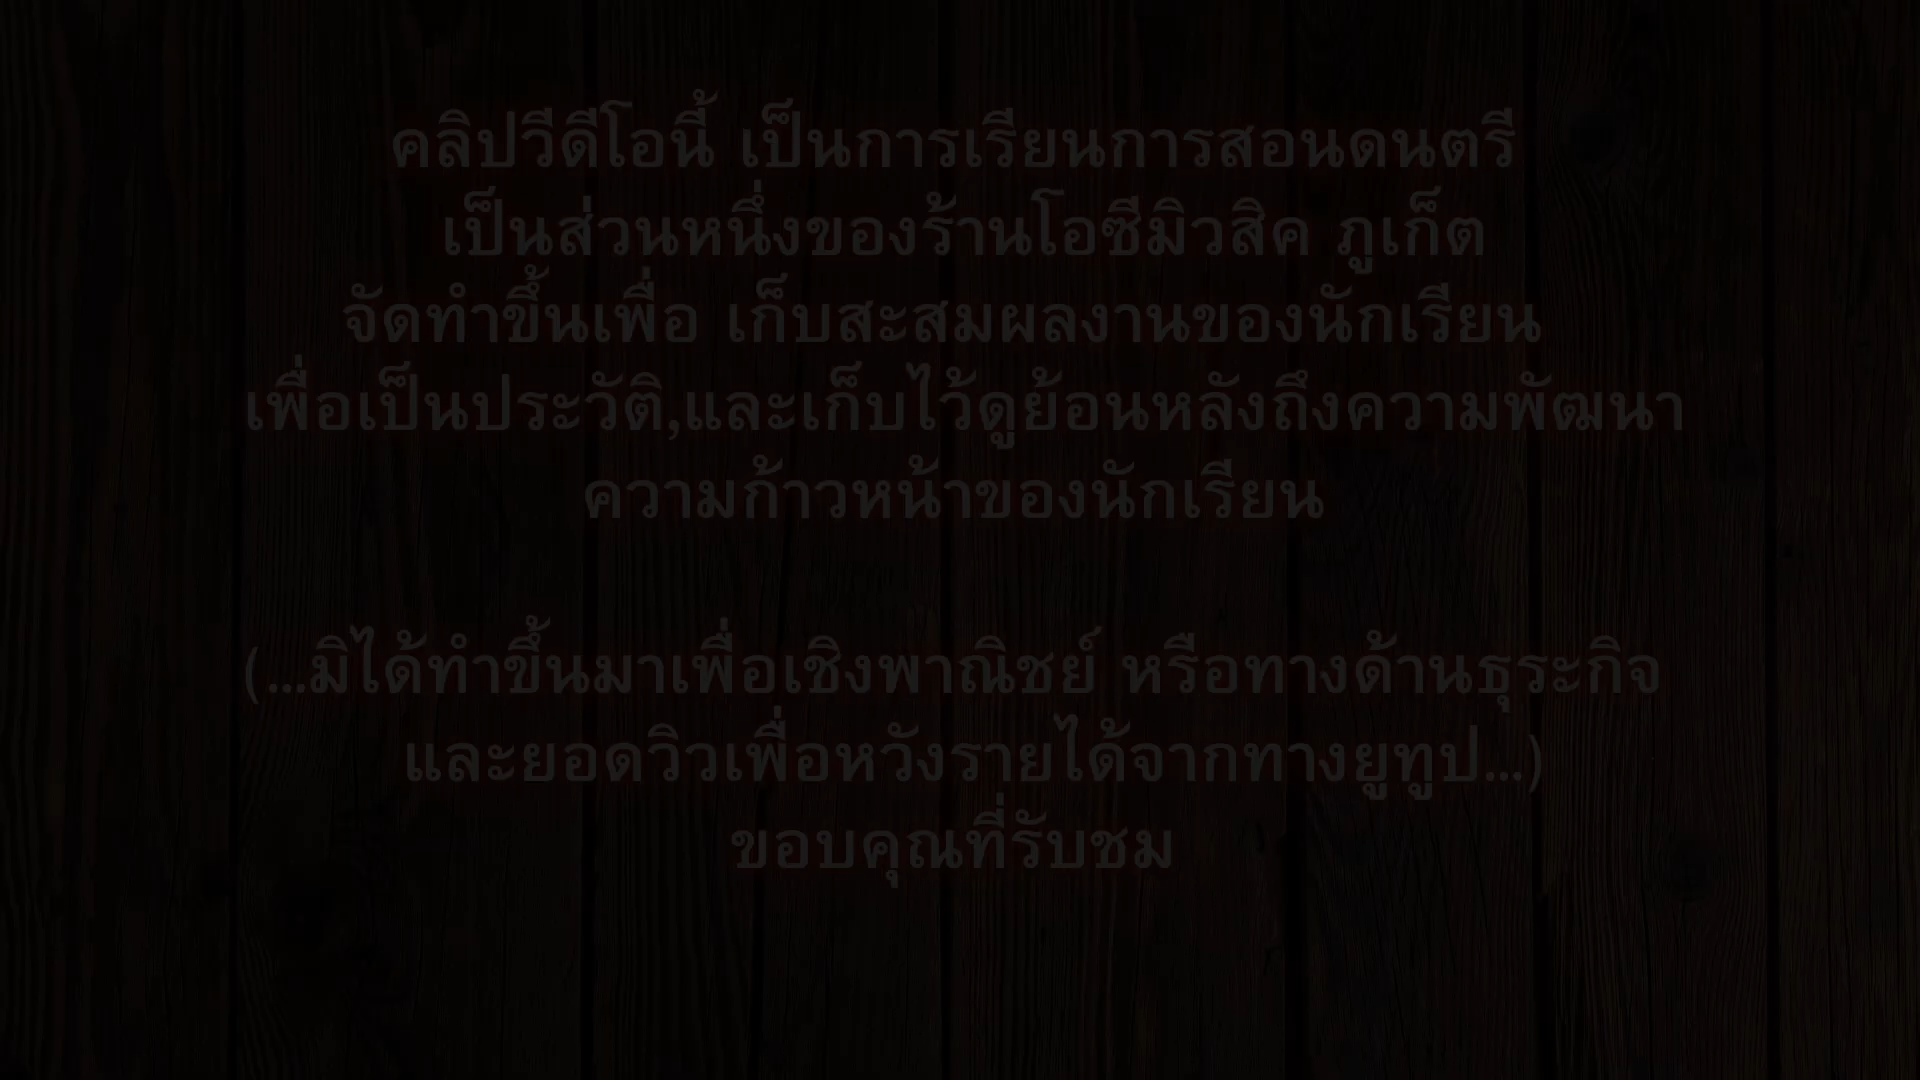 คลิปวีดีโอนี้ เป็นการเรียนการสอนดนตรี
เป็นส่วนหนึ่งของร้านโอซีมิวสิค ภูเก็ต
จัดทำขึ้นเพื่อ เก็บสะสมผลงานของนักเรียน
เพื่อเป็นประวัติ,และเก็บไว้ดูย้อนหลังถึงความพัฒนา
ความก้าวหน้าของนักเรียน
(...มิได้ทำขึ้นมาเพื่อเชิงพาณิชย์ หรือทางด้านธุระกิจ
และยอดวิวเพื่อหวังรายได้จากทางยูทูป...)
ขอบคุณที่รับชม